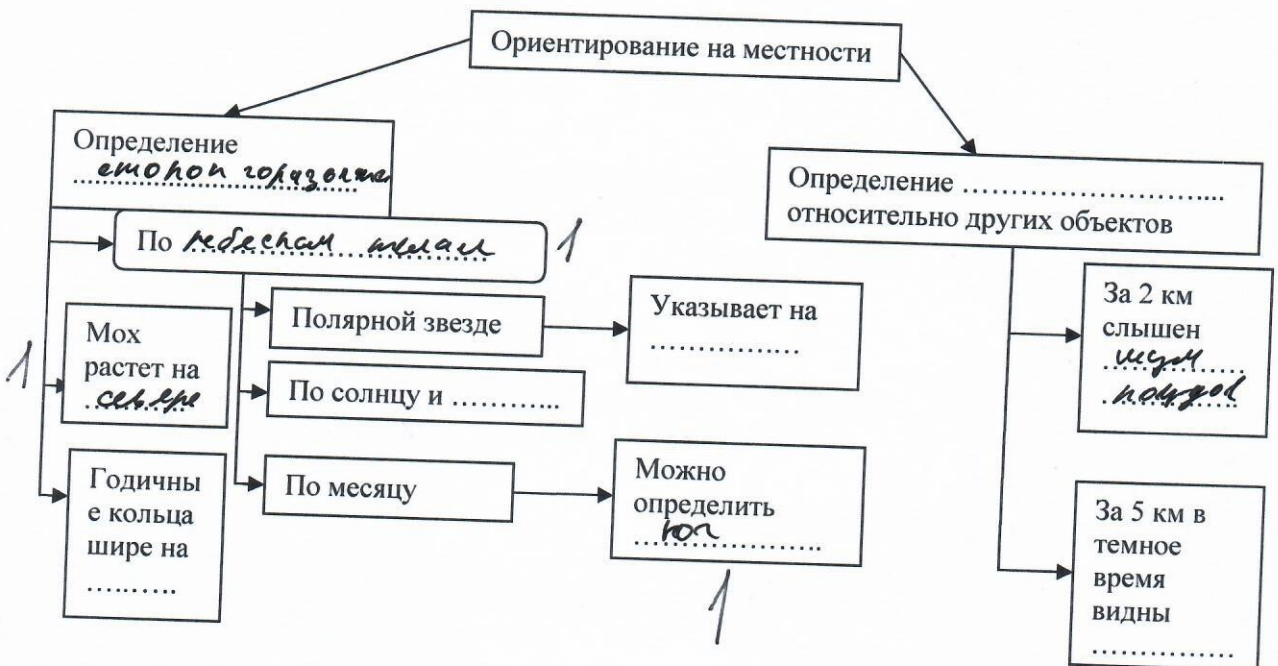 Ориентирование на местности
Определение
сторон горизонта
По небесным телам
1
Полярной звезде
Указывает на
……………
1
Мох
растет на
севере
По солнцу и ………..
Годичны
е кольца
шире на
………
По месяцу
Можно
определить
юг
1
Определение ……………………...
относительно других объектов
За 2 км
слышен
шум
За 5 км в
темное
время
видны
……………